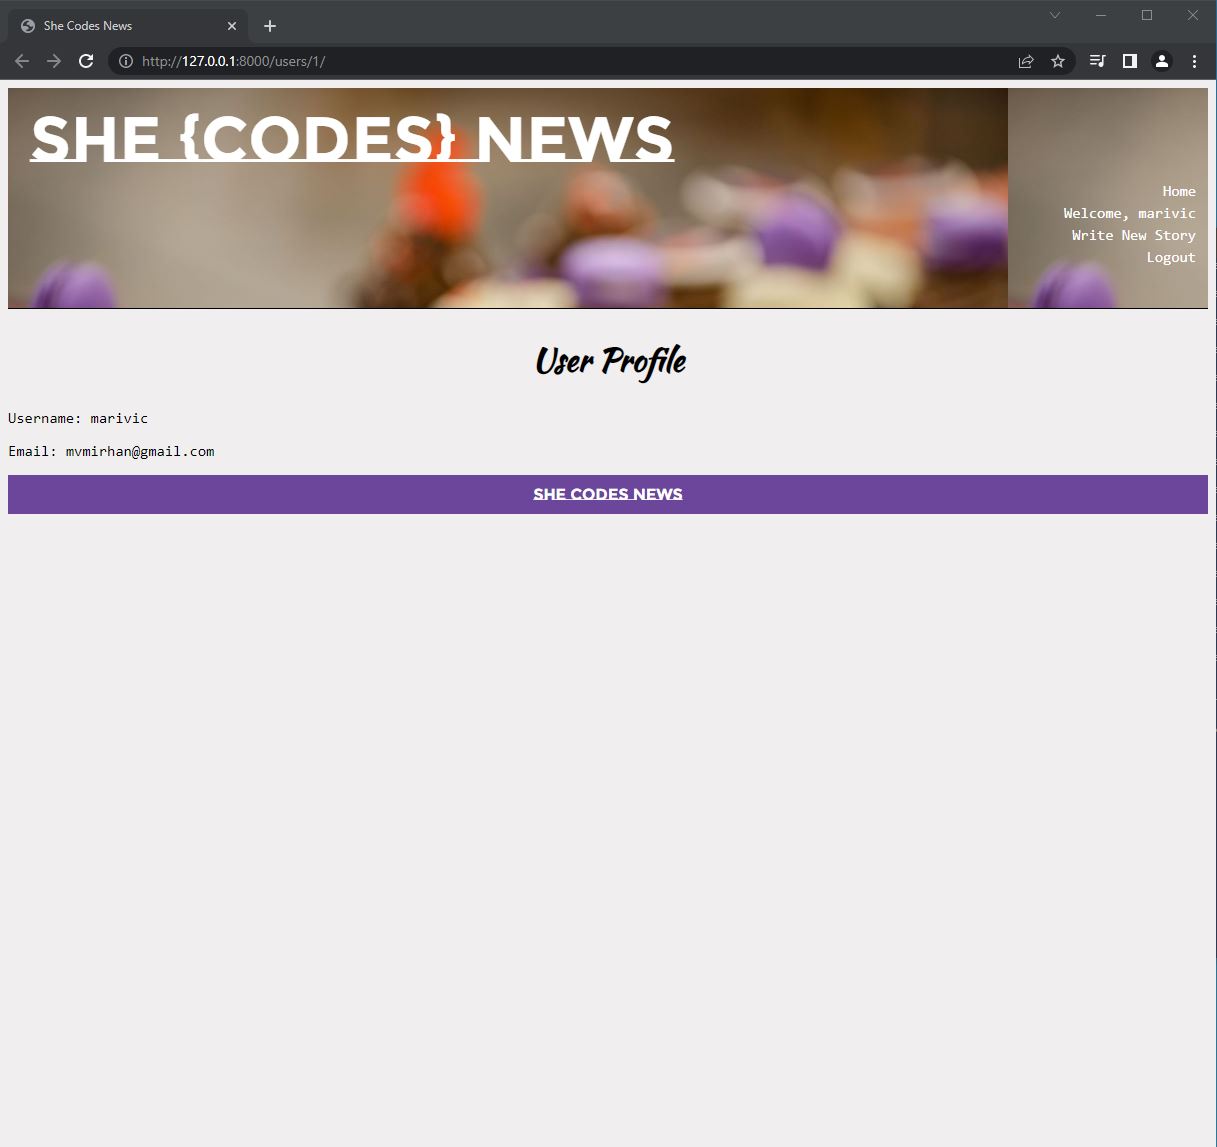 She Codes News
http://127.0.0.1:8000/users/1/
SHE {CODES} NEWS
Home
Welcome, marivic
Write New Story
Logout
User Profile
Username: marivic
Email: mvmirhan@gmail.com
SHE CODES NEWS